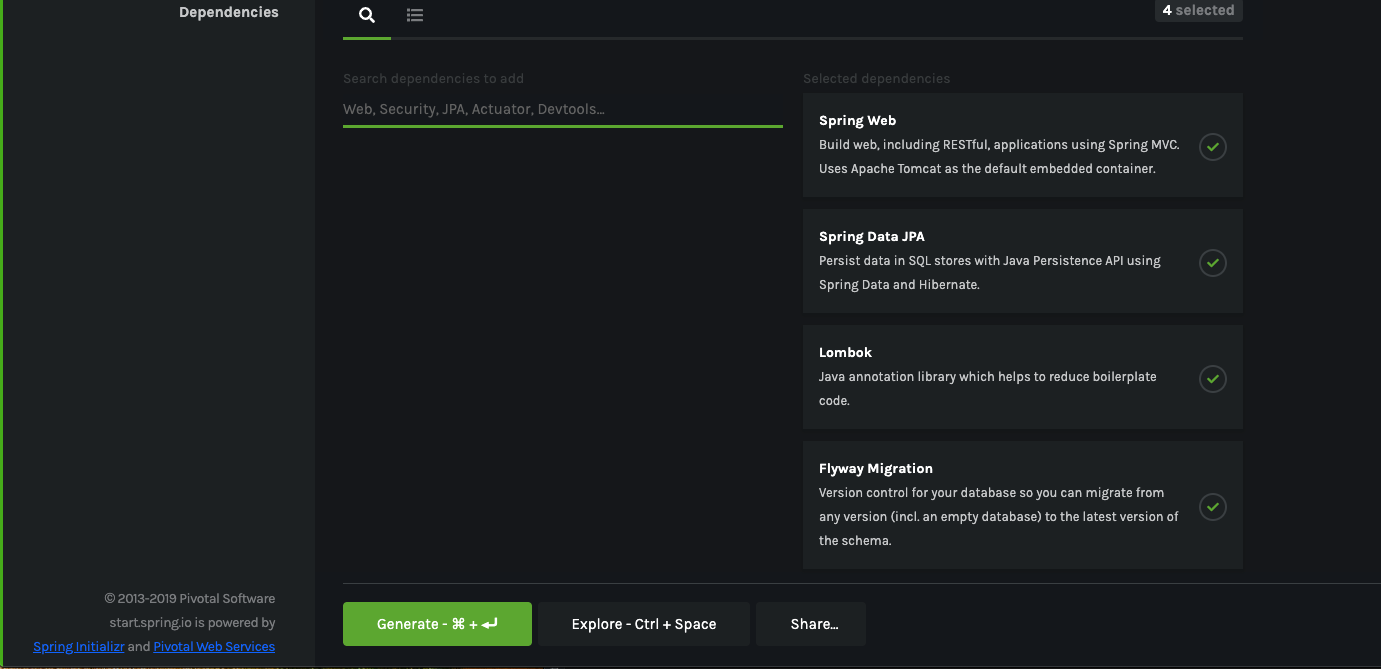 Dependencies
4 selected
Search dependencies to add
Web, Security, JPA, Actuator, Devtools...
Selected dependencies
Spring Web
Build web, including RESTful, applications using Spring MVC.
Uses Apache Tomcat as the default embedded container.
Spring Data JPA
Persist data in SQL stores with Java Persistence API using
Spring Data and Hibernate.
Lombok
Java annotation library which helps to reduce boilerplate
code.
Flyway Migration
Version control for your database so you can migrate from
any version (incl. an empty database) to the latest version of
the schema.
© 2013-2019 Pivotal Software
start.spring.io is powered by
Spring Initializr and Pivotal Web Services
Generate - ⌘ + ⏎
Explore - Ctrl + Space
Share...